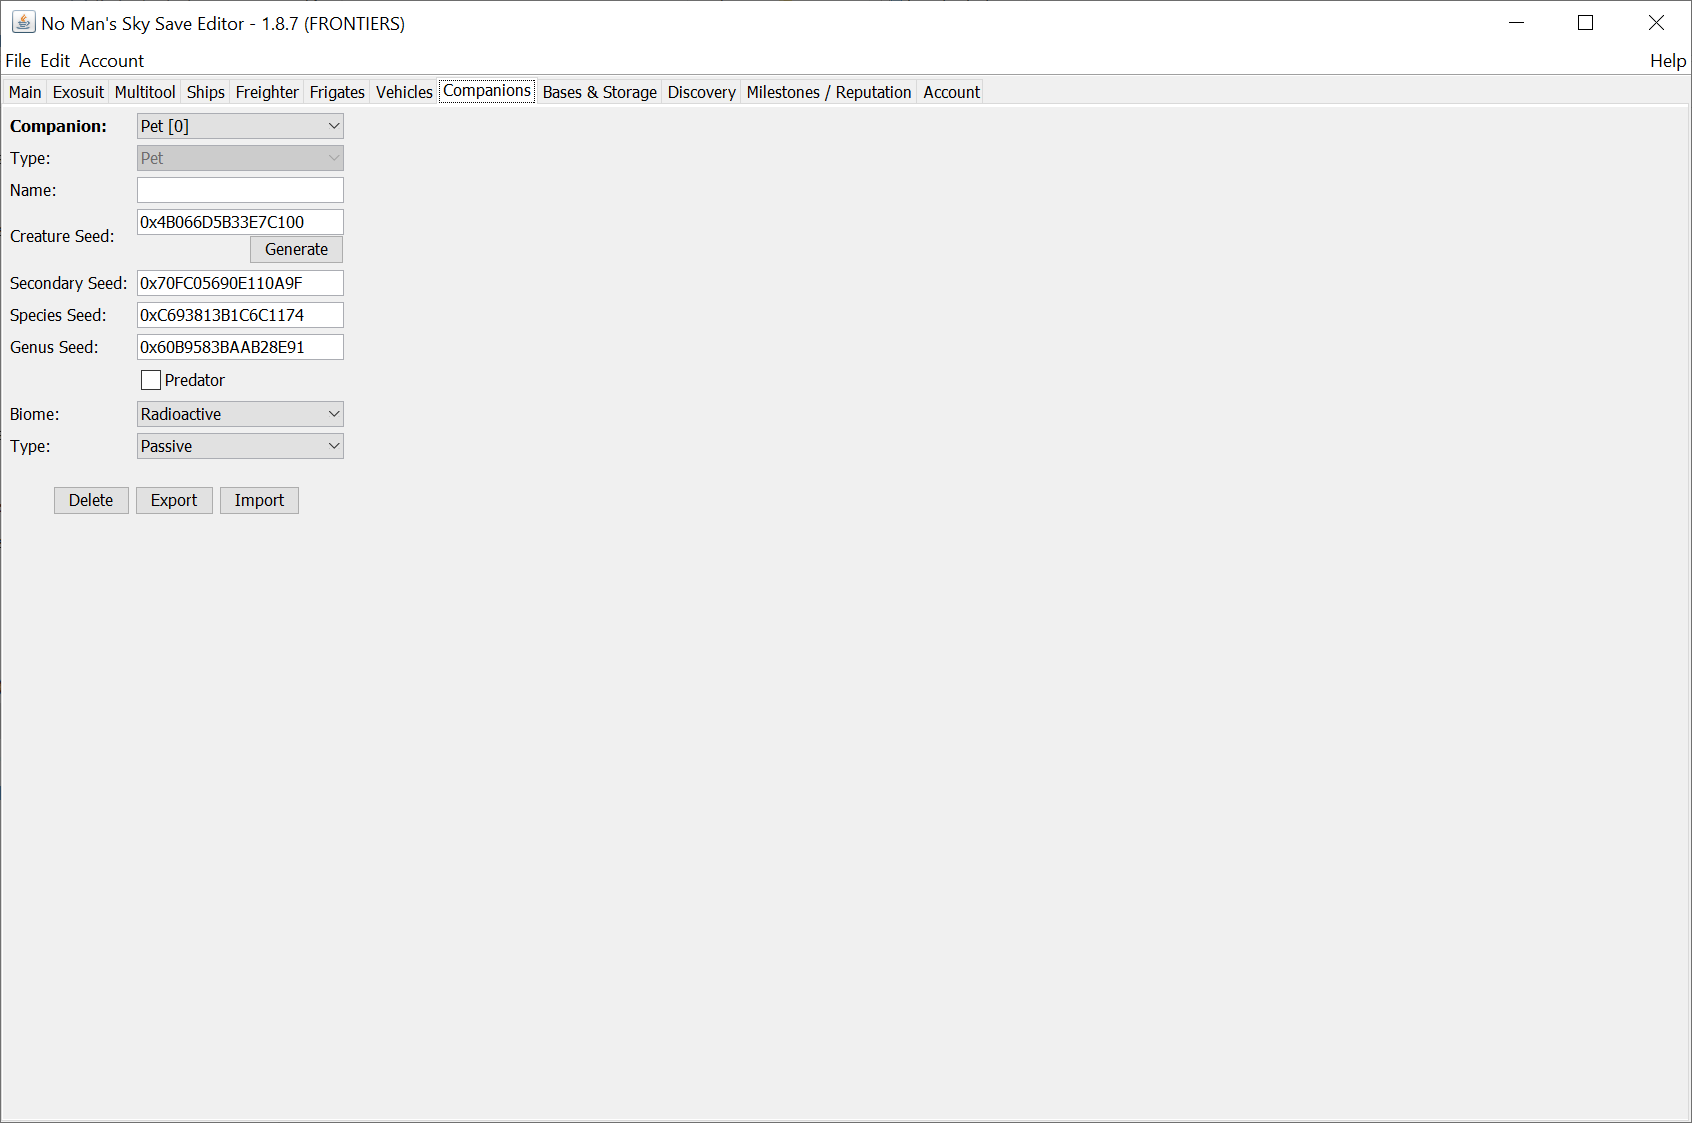 No Man's Sky Save Editor - 1.8.7 (FRONTIERS)
File Edit Account Help
Main Exosuit Multitool Ships Freighter Frigates Vehicles Companions Bases & Storage Discovery Milestones / Reputation Account
Companion: Pet [0]
Type: Pet
Name:
Creature Seed: 0x4B066D5B33E7C100
Generate
Secondary Seed: 0x70FC05690E110A9F
Species Seed: 0xC693813B1C6C1174
Genus Seed: 0x60B9583BAAB28E91
Predator
Biome: Radioactive
Type: Passive
Delete Export Import